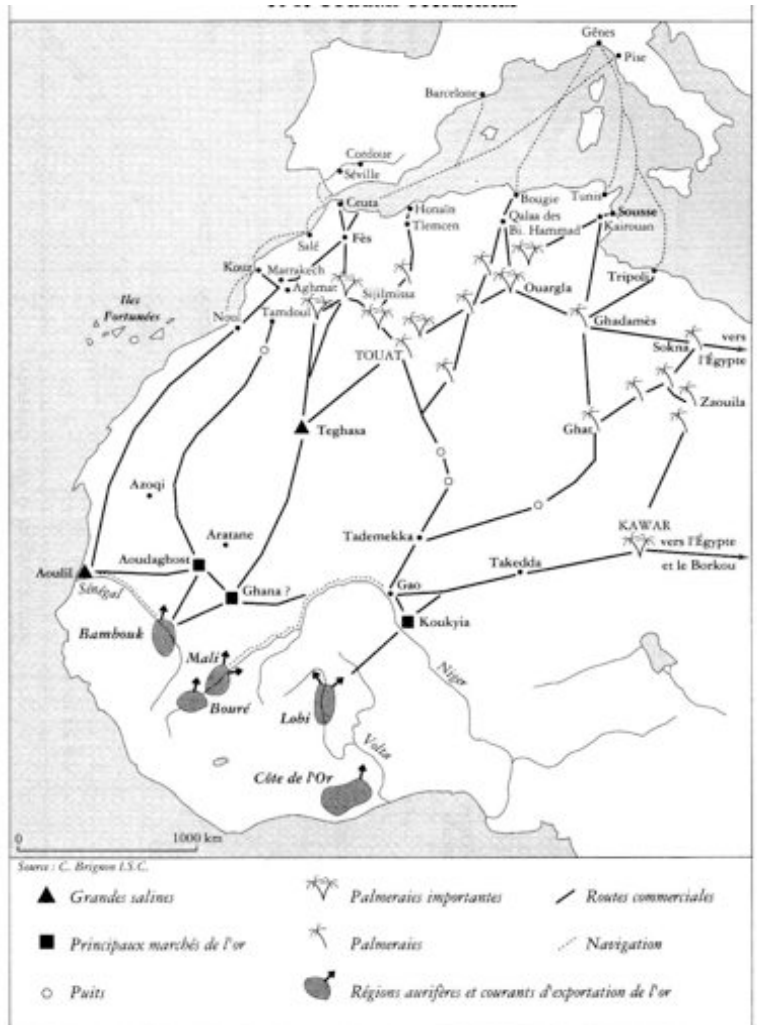 Gênes
Pise
Barcelone
Cordoue
Séville
Ceuta
Honaïn
Tlemcen
Bougie
Tunis
Qalaa des
Bi. Hammad
Sousse
Kairouan
Salé
Fès
Kouz
Marrakech
Aghmat
Sijilmissa
Ouargla
Tripoli
Iles
Fortumées
Noul
Tamdoult
Ghadamès
TOUAT
Sokna
vers
l'Égypte
Zaouila
Teghasa
Ghat
Azoqi
KAWAR
Aratane
Tademekka
vers l'Égypte
et le Borkou
Aoudaghost
Aoulil
Sénégal
Ghana ?
Takedda
Gao
Koukyia
Bambouk
Mali
Niger
Bouré
Lobi
Volta
Côte de l'Or
0 1000 km
Source : C. Brignon I.S.C.
Grandes salines
Palmeraies importantes
Routes commerciales
Principaux marchés de l'or
Palmeraies
Navigation
Puits
Régions aurifères et courants d'exportation de l'or